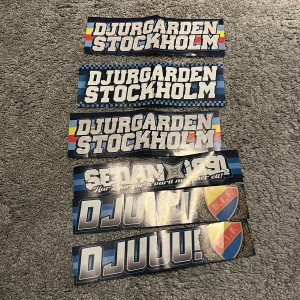 DJURGÅRDEN
STOCKHOLM
DJURGÅRDEN
STOCKHOLM
DJURGÅRDEN
STOCKHOLM
SEDAN 1891
DJUUU!
D.I.F.
DJUUU!
D.I.F.